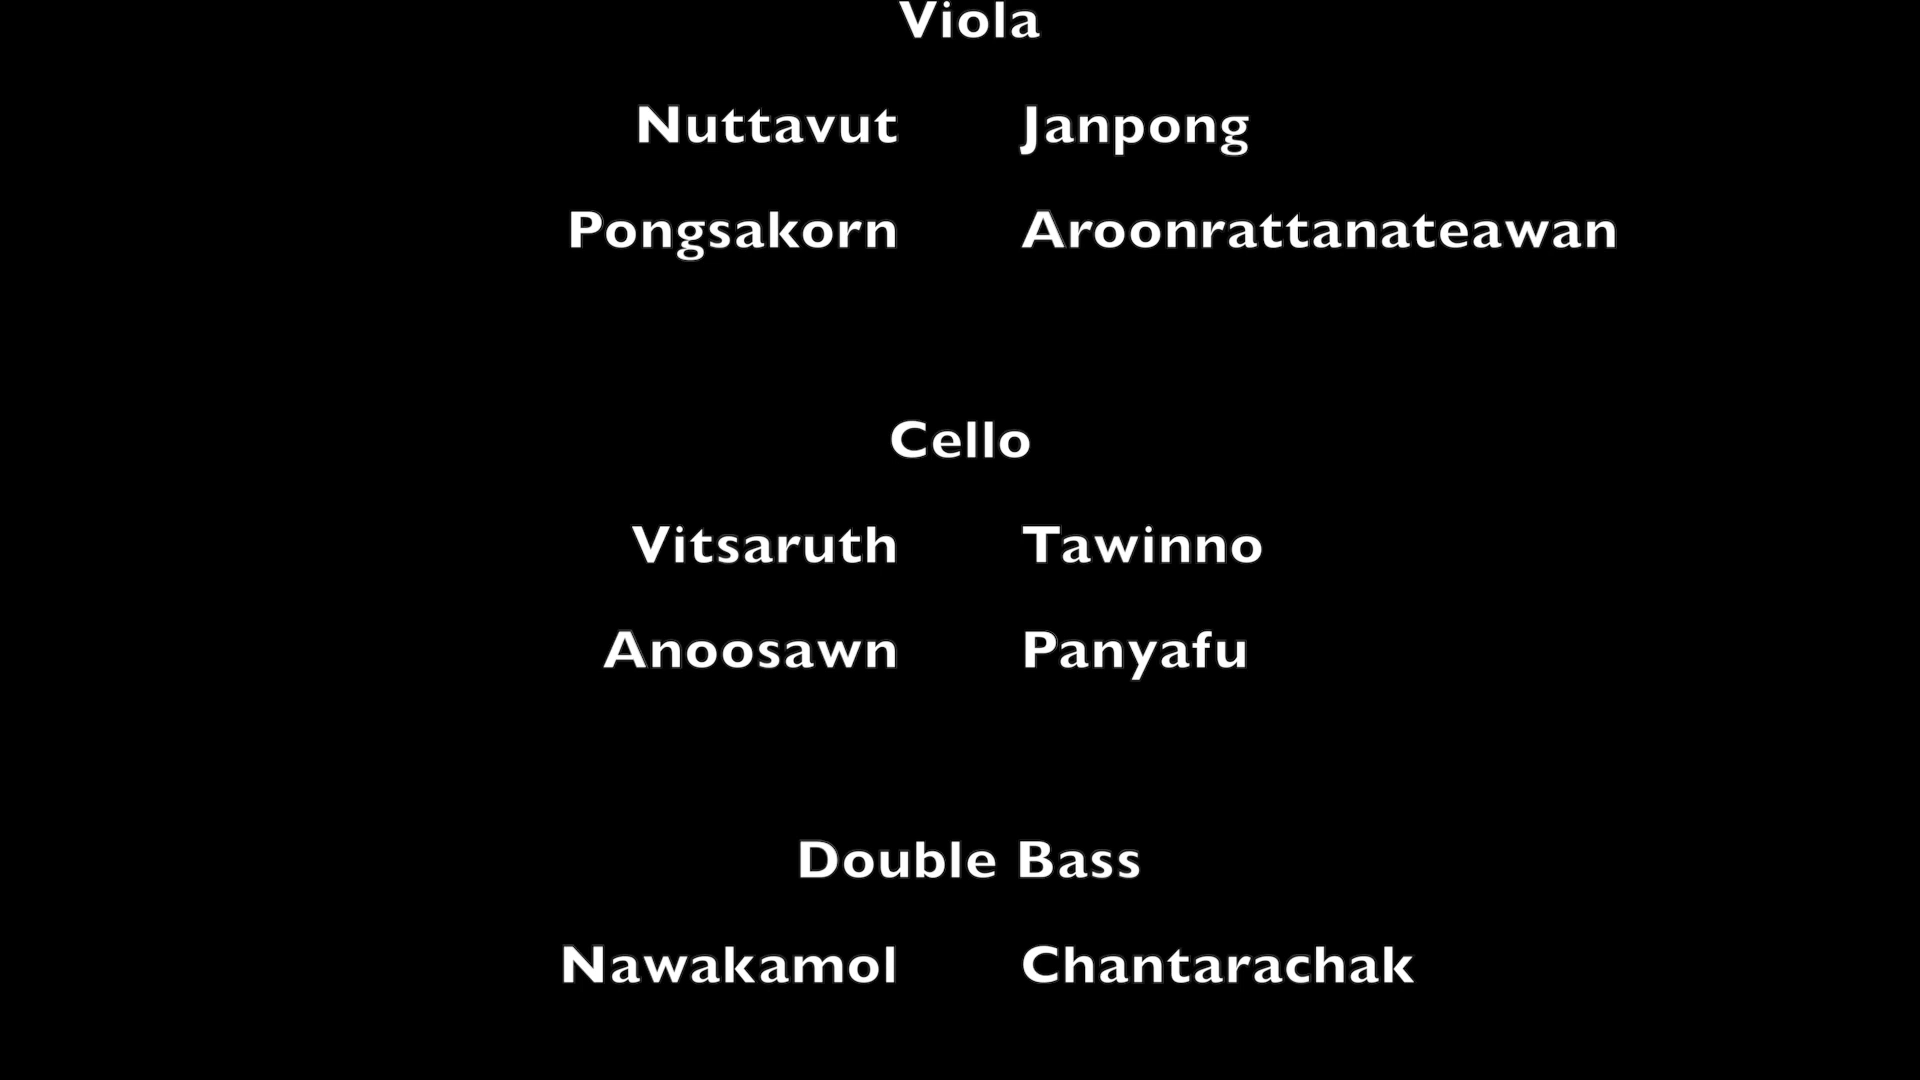 Viola
Nuttavut Janpong
Pongsakorn Aroonrattanateawan
Cello
Vitsaruth Tawinno
Anoosawn Panyafu
Double Bass
Nawakamol Chantarachak